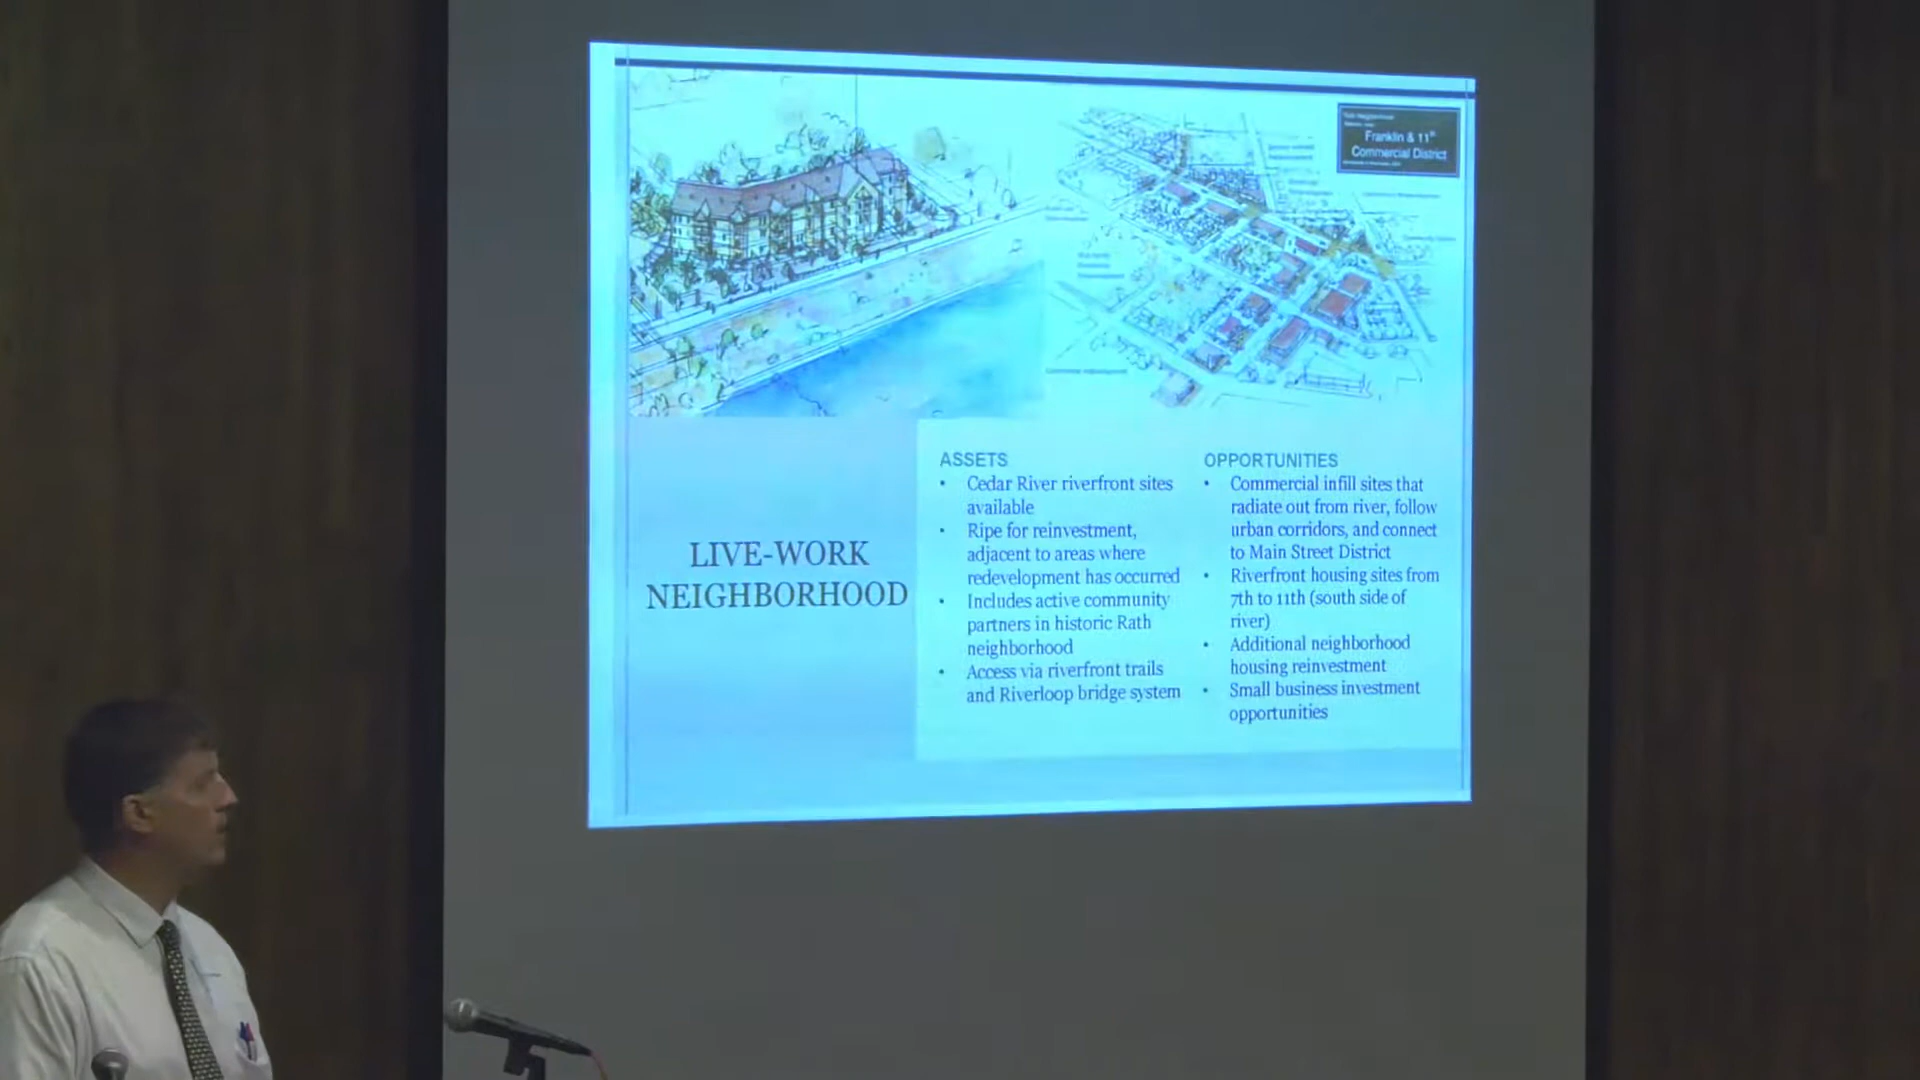 Franklin & 11th
Commercial District
LIVE-WORK
NEIGHBORHOOD
ASSETS
• Cedar River riverfront sites
available
• Ripe for reinvestment,
adjacent to areas where
redevelopment has occurred
• Includes active community
partners in historic Rath
neighborhood
• Access via riverfront trails
and Riverloop bridge system
OPPORTUNITIES
• Commercial infill sites that
radiate out from river, follow
urban corridors, and connect
to Main Street District
• Riverfront housing sites from
7th to 11th (south side of
river)
• Additional neighborhood
housing reinvestment
• Small business investment
opportunities